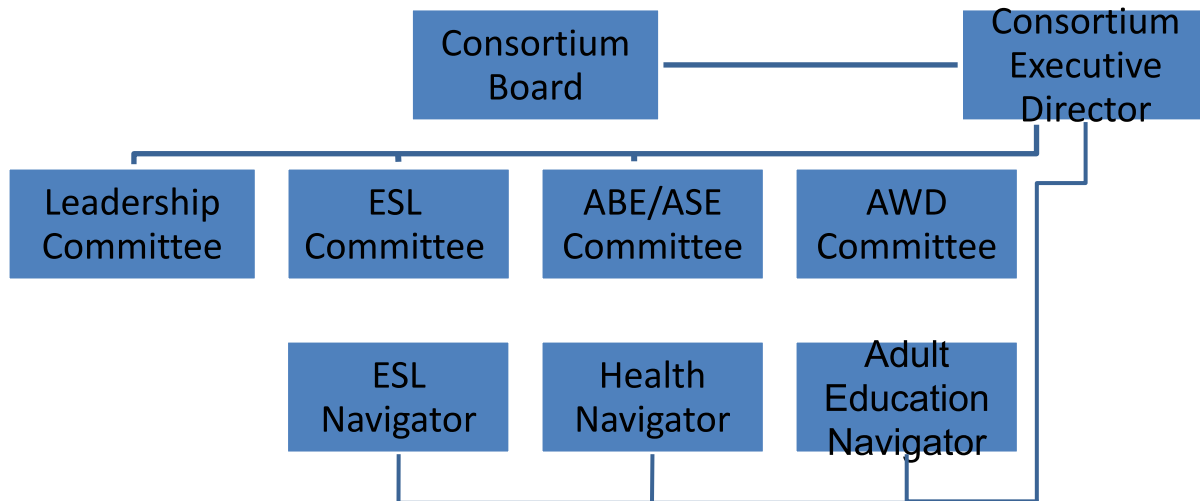 Consortium
Board
Consortium
Executive
Director
Leadership
Committee
ESL
Committee
ABE/ASE
Committee
AWD
Committee
ESL
Navigator
Health
Navigator
Adult
Education
Navigator